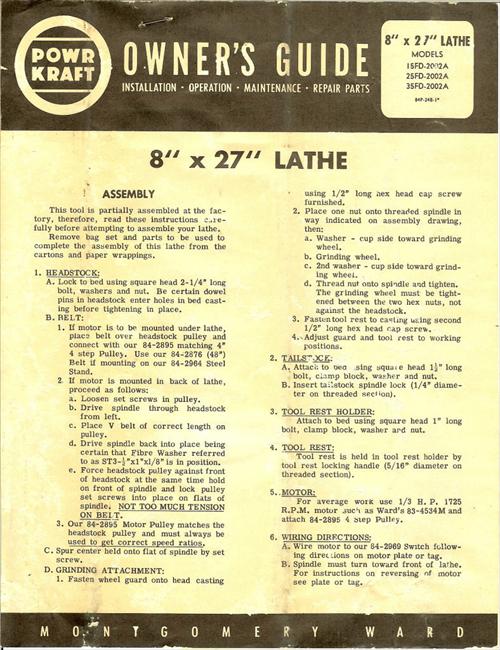 POWR
KRAFT
OWNER'S GUIDE
INSTALLATION · OPERATION · MAINTENANCE · REPAIR PARTS
8" x 27" LATHE
MODELS
15FD-2002A
25FD-2002A
35FD-2002A
84P-248-1*
8" x 27" LATHE
ASSEMBLY
This tool is partially assembled at the fac-
tory, therefore, read these instructions care-
fully before attempting to assemble your lathe.
Remove bag set and parts to be used to
complete the assembly of this lathe from the
cartons and paper wrappings.
1. HEADSTOCK:
A. Lock to bed using square head 2-1/4" long
bolt, washers and nut. Be certain dowel
pins in headstock enter holes in bed cast-
ing before tightening in place.
B. BELT:
1. If motor is to be mounted under lathe,
place belt over headstock pulley and
connect with our 84-2895 matching 4"
4 step Pulley. Use our 84-2876 (48")
Belt if mounting on our 84-2964 Steel
Stand.
2. If motor is mounted in back of lathe,
proceed as follows:
a. Loosen set screws in pulley.
b. Drive spindle through headstock
from left.
c. Place V belt of correct length on
pulley.
d. Drive spindle back into place being
certain that Fibre Washer referred
to as ST3-½"x1"x1/8" is in position.
e. Force headstock pulley against front
of headstock at the same time hold
on front of spindle and lock pulley
set screws into place on flats of
spindle. NOT TOO MUCH TENSION
ON BELT.
3. Our 84-2895 Motor Pulley matches the
headstock pulley and must always be
used to get correct speed ratios.
C. Spur center held onto flat of spindle by set
screw.
D. GRINDING ATTACHMENT:
1. Fasten wheel guard onto head casting
using 1/2" long hex head cap screw
furnished.
2. Place one nut onto threaded spindle in
way indicated on assembly drawing,
then:
a. Washer - cup side toward grinding
wheel.
b. Grinding wheel.
c. 2nd washer - cup side toward grind-
ing wheel.
d. Thread nut onto spindle and tighten.
The grinding wheel must be tight-
ened between the two hex nuts, not
against the headstock.
3. Fasten tool rest to casting using second
1/2" long hex head cap screw.
4. Adjust guard and tool rest to working
positions.
2. TAILSTOCK:
A. Attach to bed using square head 1½" long
bolt, clamp block, washer and nut.
B. Insert tailstock spindle lock (1/4" diame-
ter on threaded section).
3. TOOL REST HOLDER:
Attach to bed using square head 1" long
bolt, clamp block, washer and nut.
4. TOOL REST:
Tool rest is held in tool rest holder by
tool rest locking handle (5/16" diameter on
threaded section).
5. MOTOR:
For average work use 1/3 H.P. 1725
R.P.M. motor such as Ward's 83-4534M and
attach 84-2895 4 Step Pulley.
6. WIRING DIRECTIONS:
A. Wire motor to our 84-2969 Switch follow-
ing directions on motor plate or tag.
B. Spindle must turn toward front of lathe.
For instructions on reversing of motor
see plate or tag.
MONTGOMERY WARD